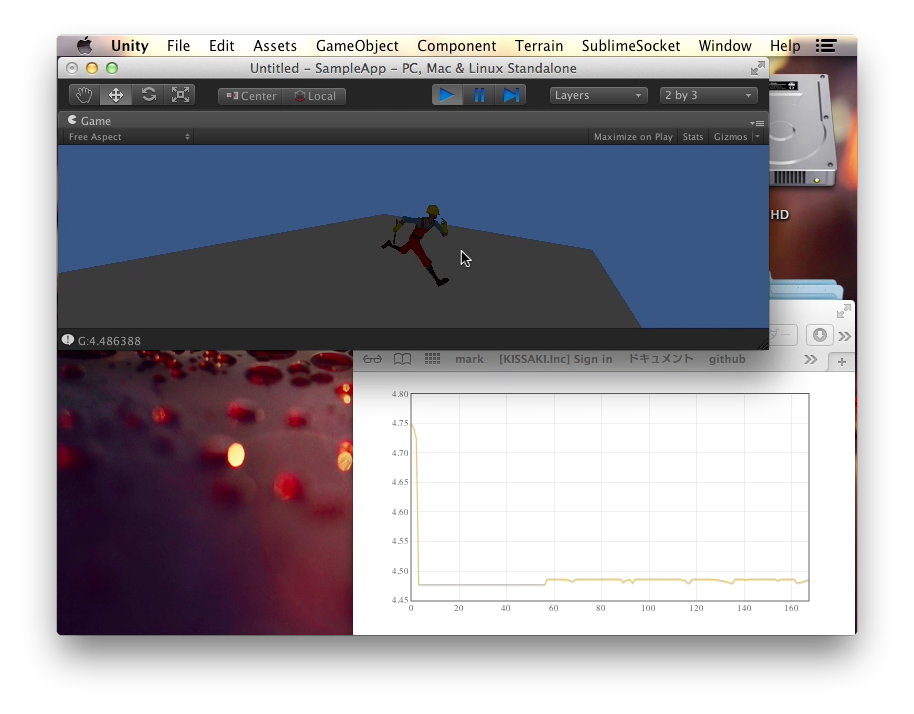 Unity File Edit Assets GameObject Component Terrain SublimeSocket Window Help
Untitled – SampleApp – PC, Mac & Linux Standalone
Center Local Layers 2 by 3
Game
Free Aspect Maximize on Play Stats Gizmos
HD
G:4.486388
mark [KISSAKI.Inc] Sign in ドキュメント github
4.80
4.75
4.70
4.65
4.60
4.55
4.50
4.45
0 20 40 60 80 100 120 140 160